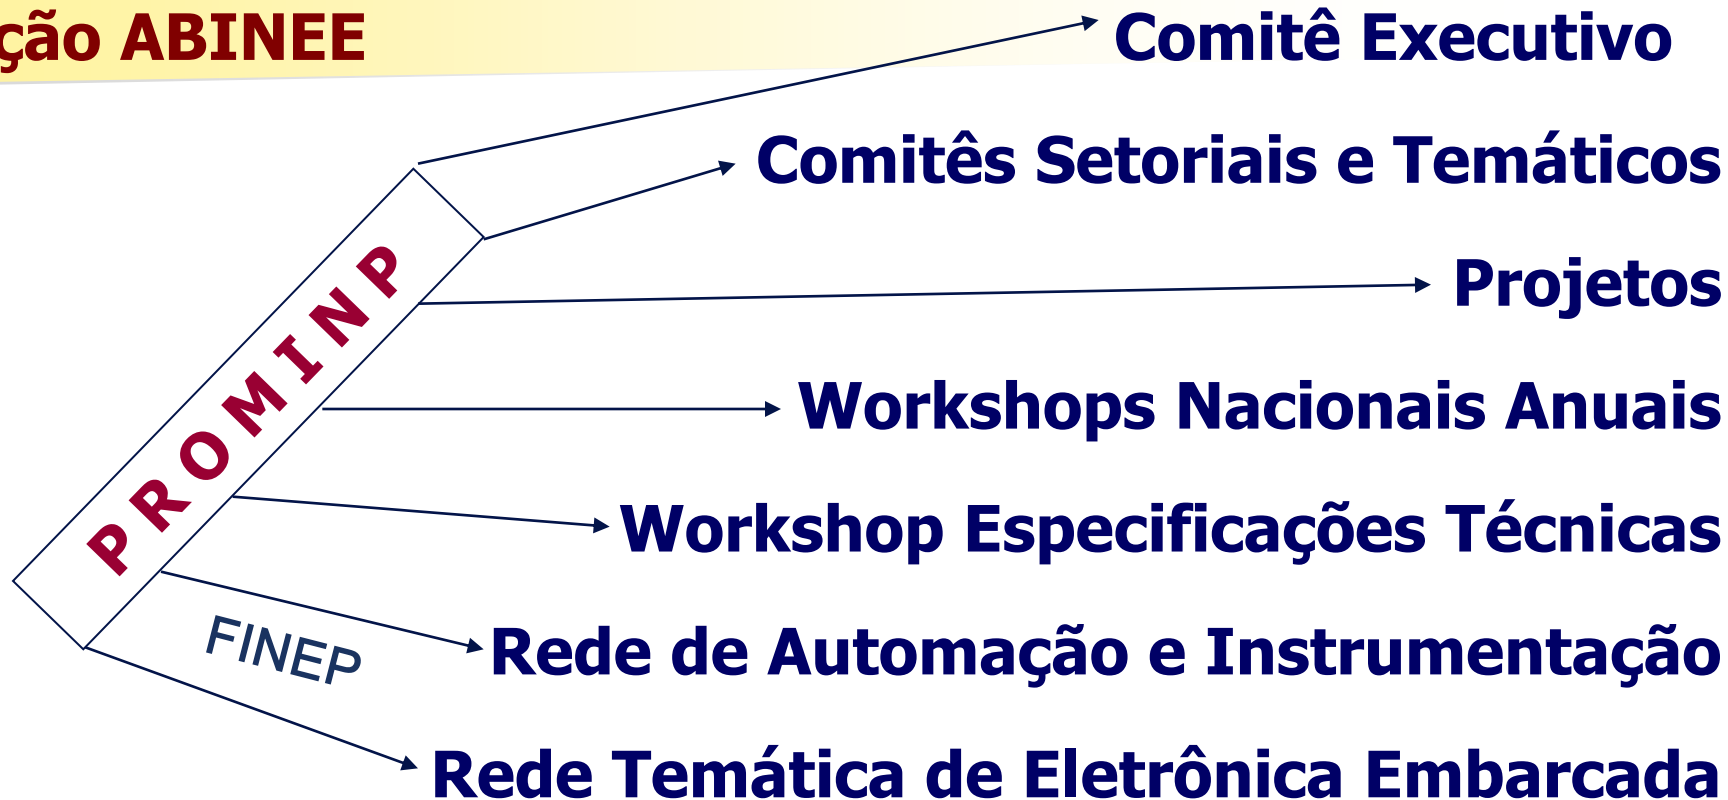 ção ABINEE
Comitê Executivo
Comitês Setoriais e Temáticos
Projetos
PROMINP
Workshops Nacionais Anuais
Workshop Especificações Técnicas
FINEP
Rede de Automação e Instrumentação
Rede Temática de Eletrônica Embarcada